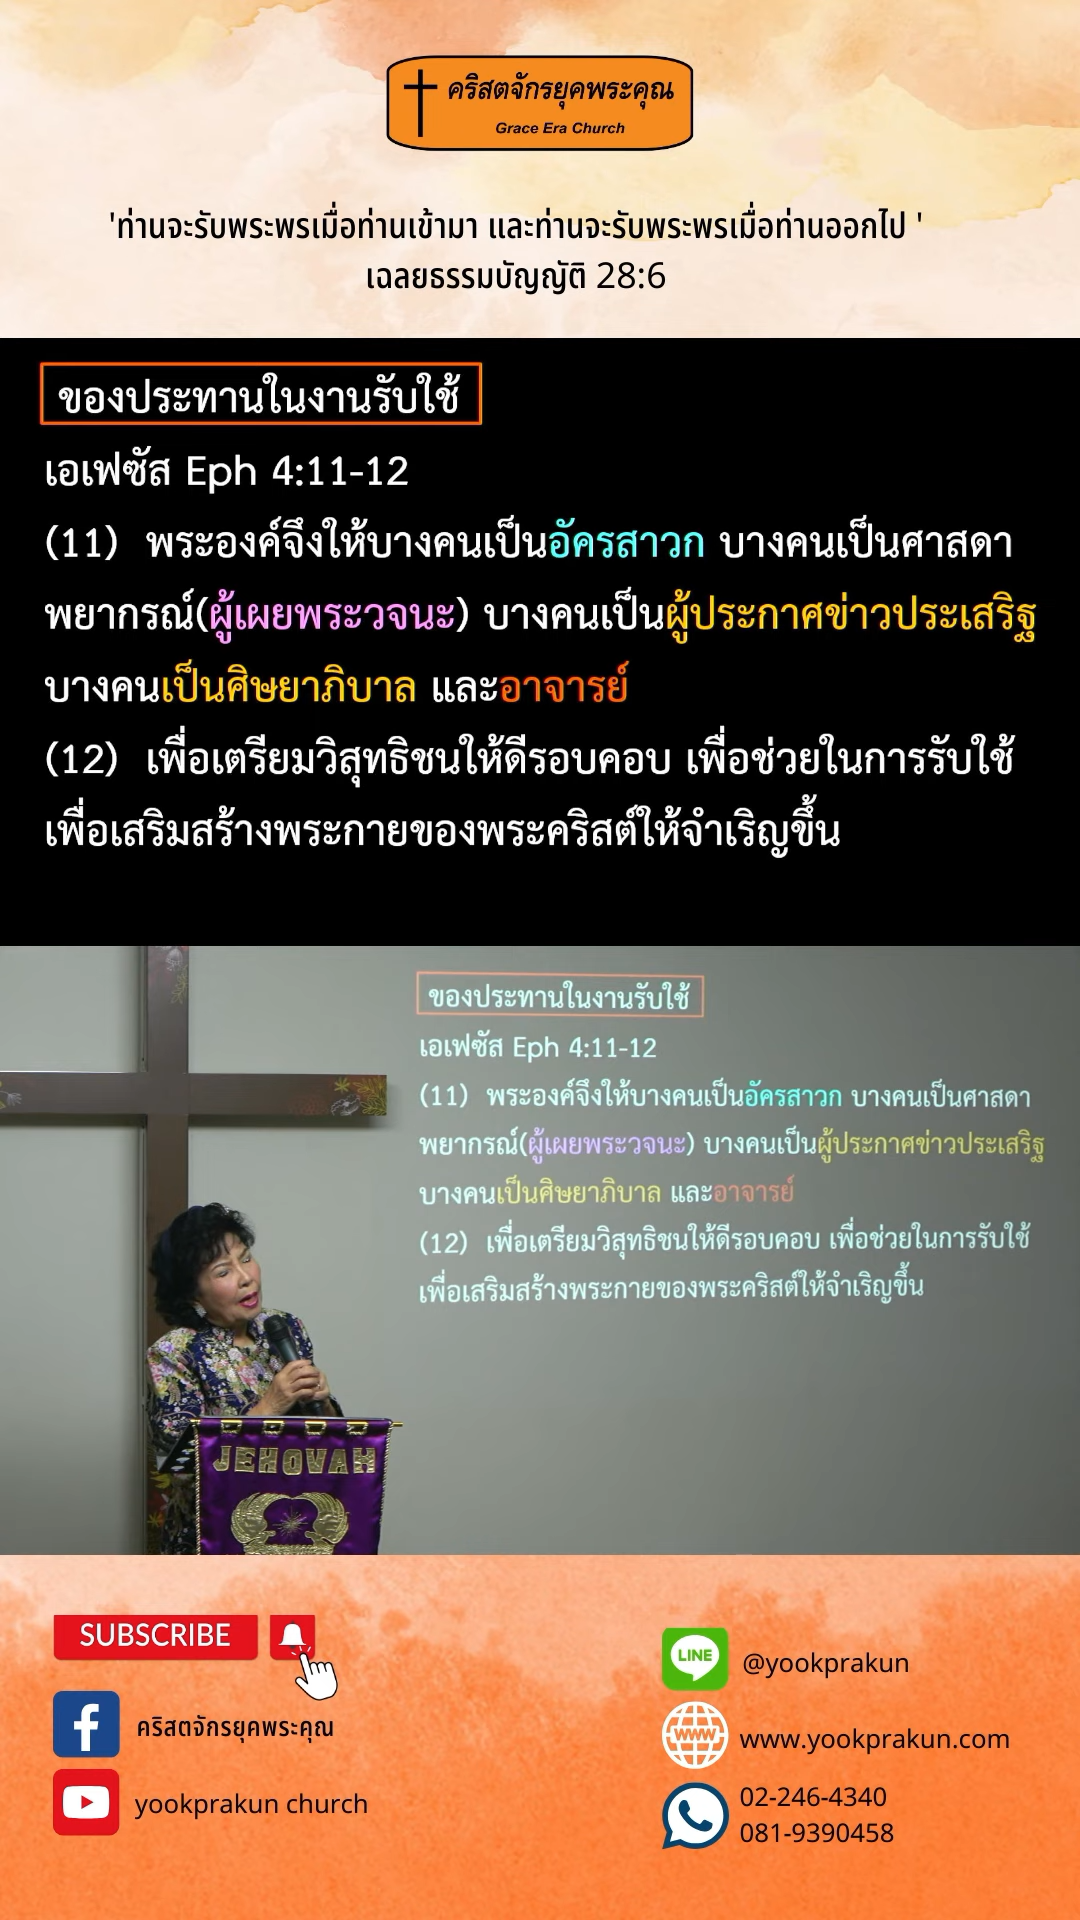 คริสตจักรยุคพระคุณ
Grace Era Church
'ท่านจะรับพระพรเมื่อท่านเข้ามา และท่านจะรับพระพรเมื่อท่านออกไป '
เฉลยธรรมบัญญัติ 28:6
ของประทานในงานรับใช้
เอเฟซัส Eph 4:11-12
(11) พระองค์จึงให้บางคนเป็นอัครสาวก บางคนเป็นศาสดา
พยากรณ์(ผู้เผยพระวจนะ) บางคนเป็นผู้ประกาศข่าวประเสริฐ
บางคนเป็นศิษยาภิบาล และอาจารย์
(12) เพื่อเตรียมวิสุทธิชนให้ดีรอบคอบ เพื่อช่วยในการรับใช้
เพื่อเสริมสร้างพระกายของพระคริสต์ให้จำเริญขึ้น
ของประทานในงานรับใช้
เอเฟซัส Eph 4:11-12
(11) พระองค์จึงให้บางคนเป็นอัครสาวก บางคนเป็นศาสดา
พยากรณ์(ผู้เผยพระวจนะ) บางคนเป็นผู้ประกาศข่าวประเสริฐ
บางคนเป็นศิษยาภิบาล และอาจารย์
(12) เพื่อเตรียมวิสุทธิชนให้ดีรอบคอบ เพื่อช่วยในการรับใช้
เพื่อเสริมสร้างพระกายของพระคริสต์ให้จำเริญขึ้น
JEHOVAH
SUBSCRIBE
คริสตจักรยุคพระคุณ
yookprakun church
LINE
@yookprakun
WWW
www.yookprakun.com
02-246-4340
081-9390458